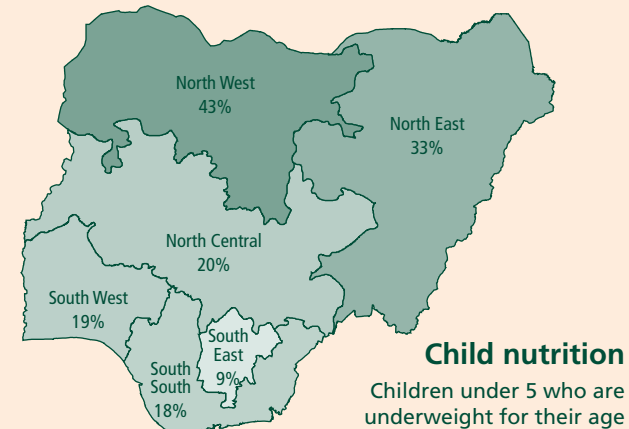 North West
43%
North East
33%
North Central
20%
South West
19%
South
East
9%
South
South
18%
Child nutrition
Children under 5 who are
underweight for their age